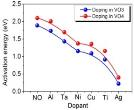 Doping in VO3
Doping in VO4
Activation energy (eV)
2.5
2.0
1.5
1.0
0.5
0.0
NO Al Ta Ni Cu Ti Ag
Dopant